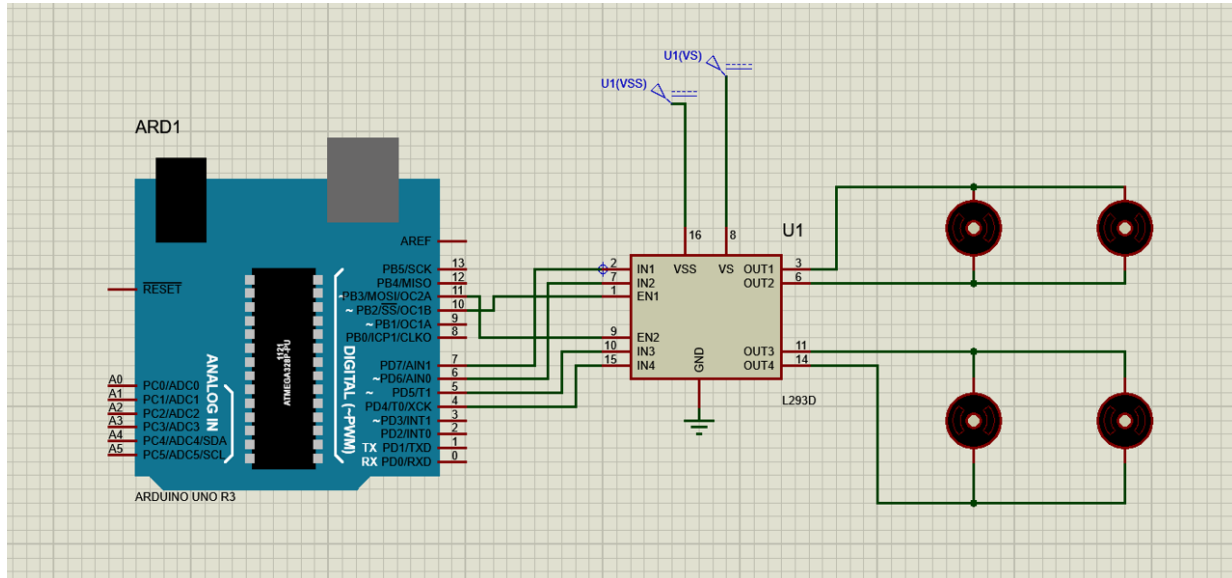 U1(VS)
U1(VSS)
ARD1
AREF
RESET
PB5/SCK 13
PB4/MISO 12
~ PB3/MOSI/OC2A 11
~ PB2/SS/OC1B 10
~ PB1/OC1A 9
PB0/ICP1/CLKO 8
PD7/AIN1 7
~ PD6/AIN0 6
~ PD5/T1 5
PD4/T0/XCK 4
~ PD3/INT1 3
PD2/INT0 2
TX PD1/TXD 1
RX PD0/RXD 0
A0 PC0/ADC0
A1 PC1/ADC1
A2 PC2/ADC2
A3 PC3/ADC3
A4 PC4/ADC4/SDA
A5 PC5/ADC5/SCL
ANALOG IN
1121
ATMEGA328P-PU
DIGITAL (~PWM)
ARDUINO UNO R3
U1
16 8
VSS VS
2 IN1
7 IN2
1 EN1
9 EN2
10 IN3
15 IN4
GND
OUT1 3
OUT2 6
OUT3 11
OUT4 14
L293D